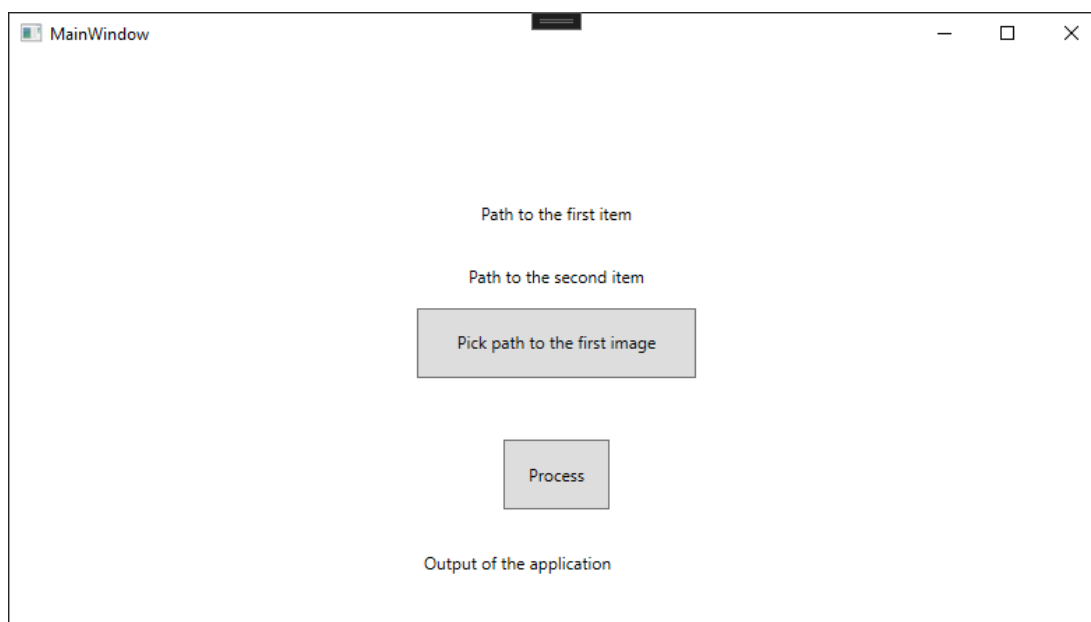 MainWindow
Path to the first item
Path to the second item
Pick path to the first image
Process
Output of the application